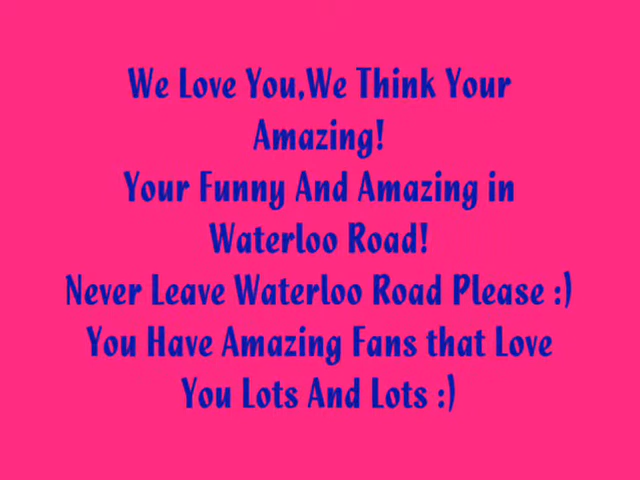 We Love You,We Think Your
Amazing!
Your Funny And Amazing in
Waterloo Road!
Never Leave Waterloo Road Please :)
You Have Amazing Fans that Love
You Lots And Lots :)